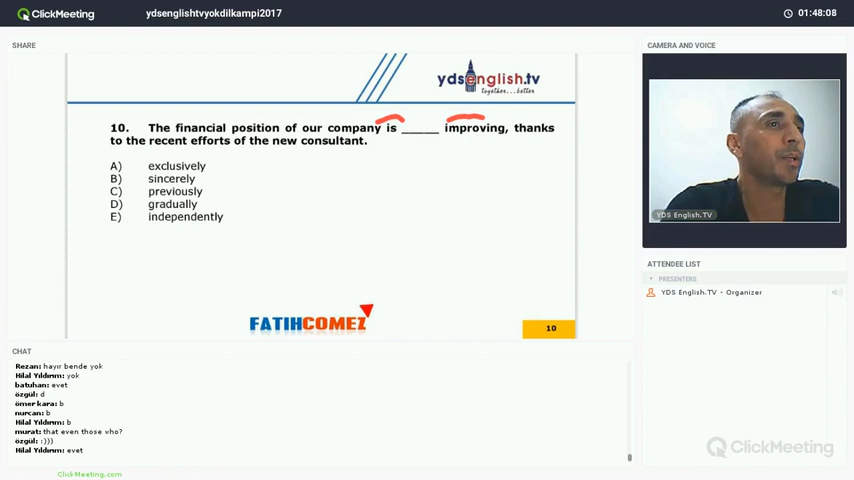 ClickMeeting
ydsenglishtvyokdilkampi2017
01:48:08
SHARE
ydsenglish.tv
together...better
10. The financial position of our company is _____ improving, thanks
to the recent efforts of the new consultant.
A) exclusively
B) sincerely
C) previously
D) gradually
E) independently
FATIHCOMEZ
10
CAMERA AND VOICE
YDS English.TV
ATTENDEE LIST
PRESENTERS
YDS English.TV - Organizer
CHAT
Rezan: hayır bende yok
Hilal Yıldırım: yok
batuhan: evet
özgül: d
ömer kara: b
nurcan: b
Hilal Yıldırım: b
murat: that even those who?
özgül: :)))
Hilal Yıldırım: evet
ClickMeeting
ClickMeeting.com